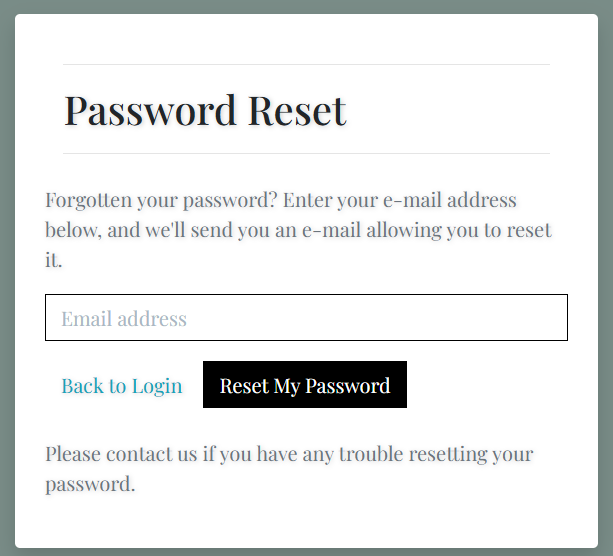 Password Reset
Forgotten your password? Enter your e-mail address
below, and we'll send you an e-mail allowing you to reset
it.
Email address
Back to Login Reset My Password
Please contact us if you have any trouble resetting your
password.